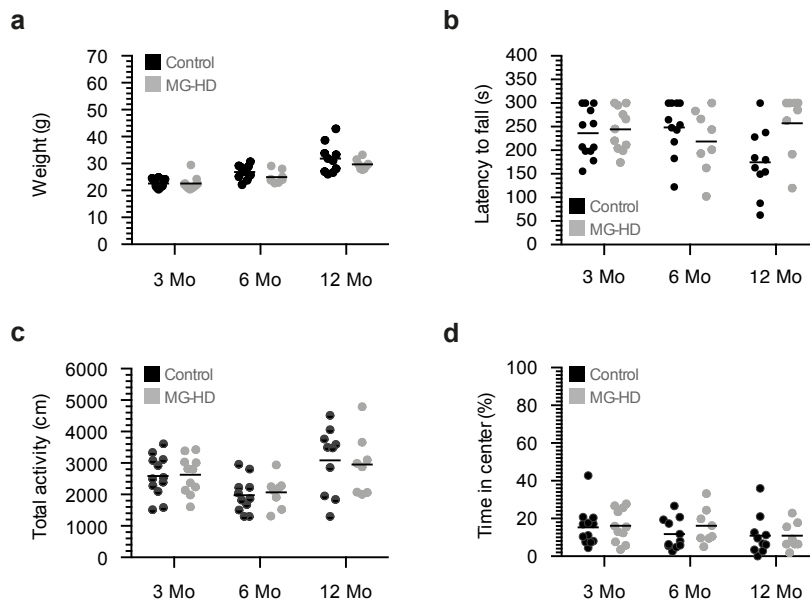 a
Weight (g)
70
60
50
40
30
20
10
0
Control
MG-HD
3 Mo 6 Mo 12 Mo
b
Latency to fall (s)
400
350
300
250
200
150
100
50
0
Control
MG-HD
3 Mo 6 Mo 12 Mo
c
Total activity (cm)
6000
5000
4000
3000
2000
1000
0
Control
MG-HD
3 Mo 6 Mo 12 Mo
d
Time in center (%)
100
80
60
40
20
0
Control
MG-HD
3 Mo 6 Mo 12 Mo